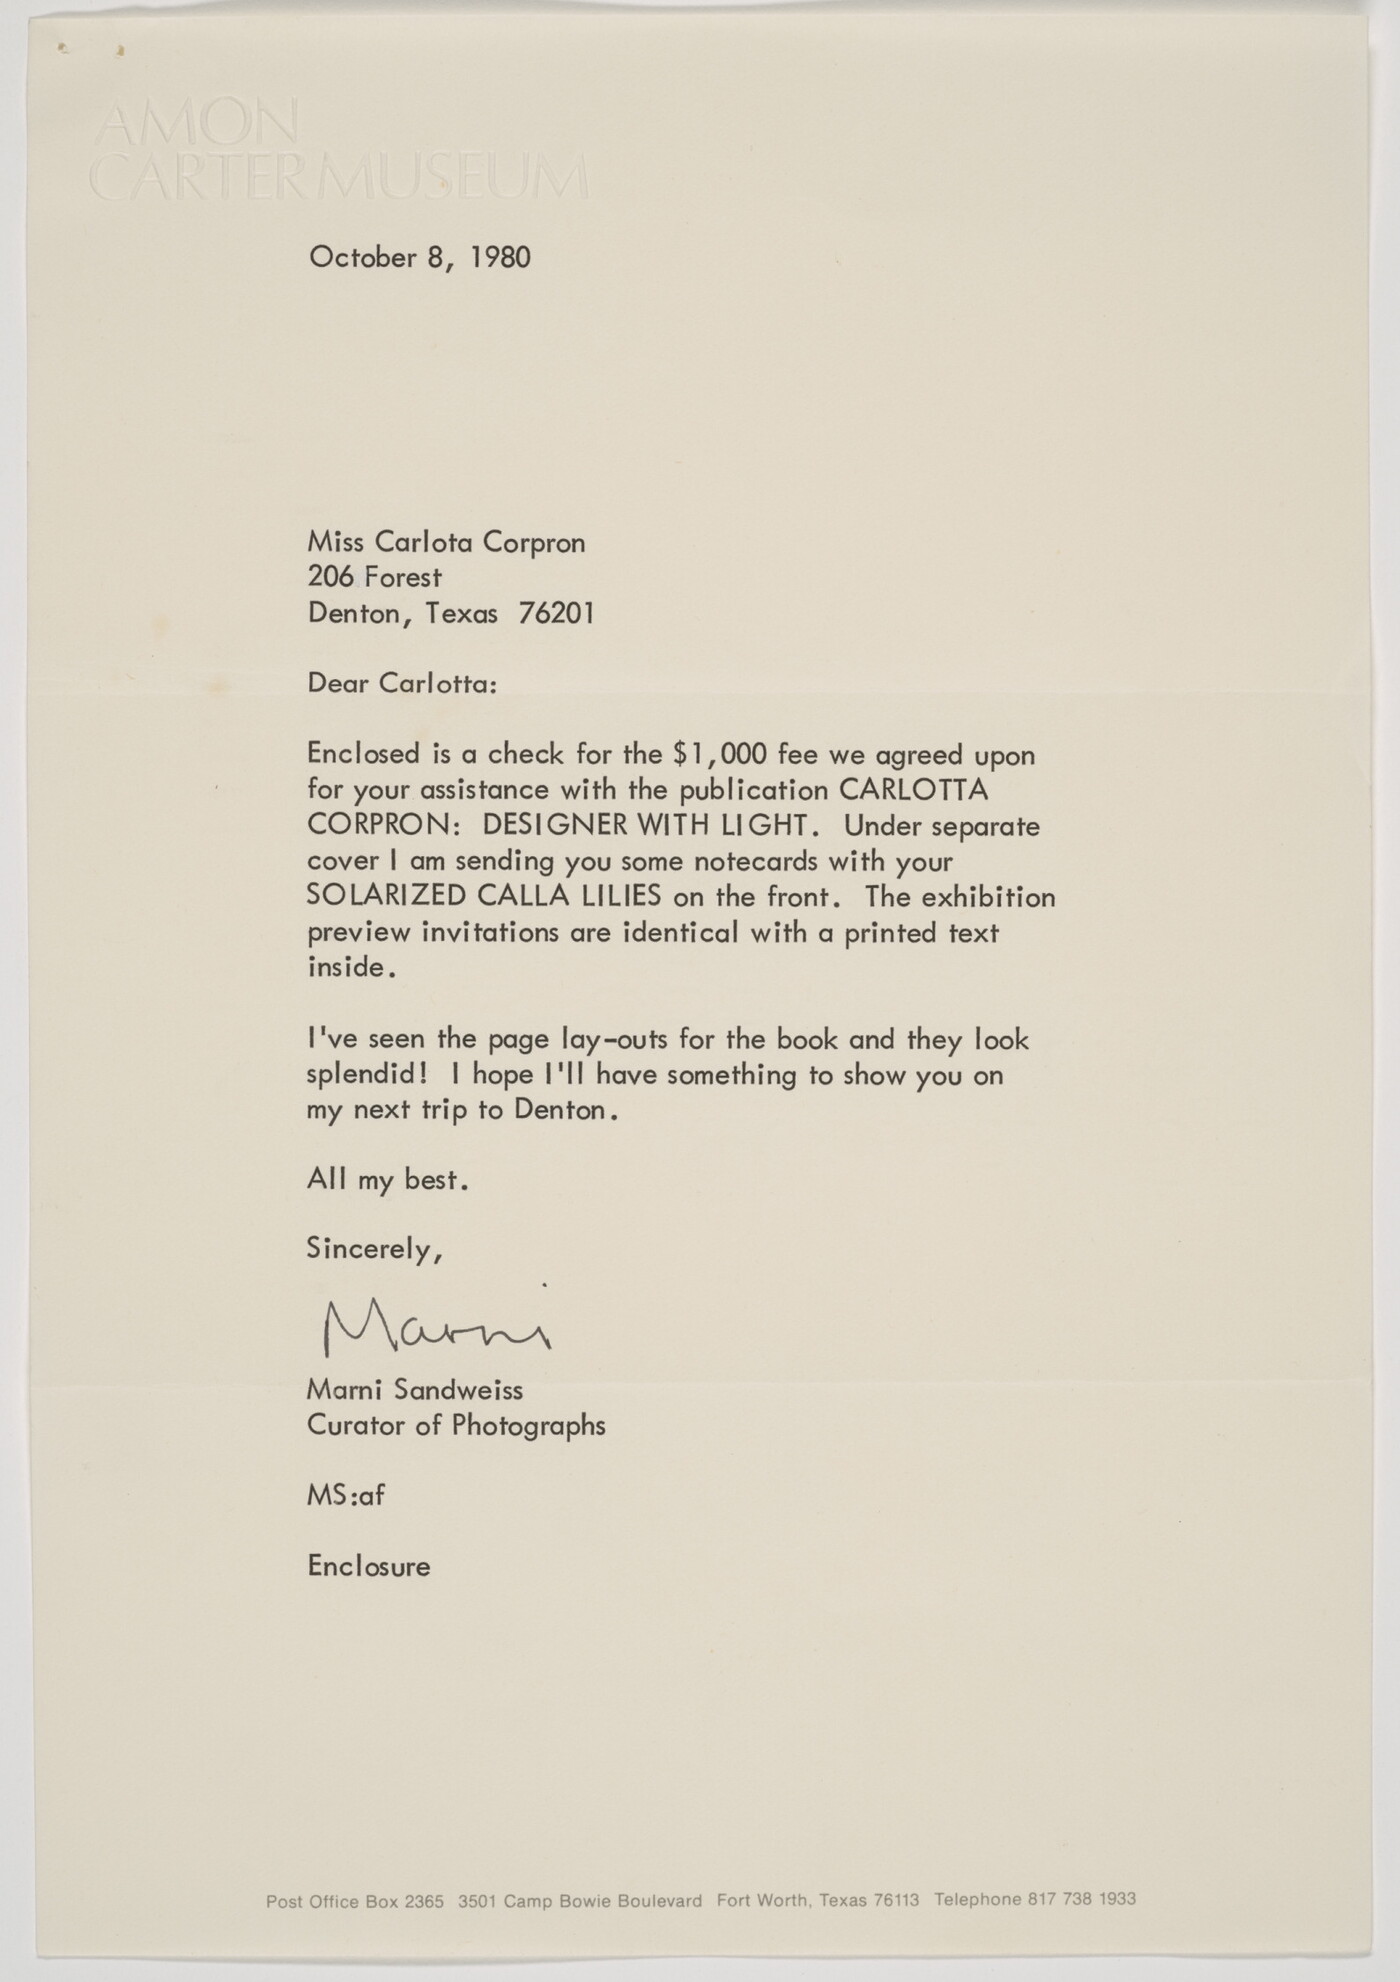 AMON
CARTER MUSEUM
October 8, 1980
Miss Carlota Corpron
206 Forest
Denton, Texas 76201
Dear Carlotta:
Enclosed is a check for the $1,000 fee we agreed upon
for your assistance with the publication CARLOTTA
CORPRON: DESIGNER WITH LIGHT. Under separate
cover I am sending you some notecards with your
SOLARIZED CALLA LILIES on the front. The exhibition
preview invitations are identical with a printed text
inside.
I've seen the page lay-outs for the book and they look
splendid! I hope I'll have something to show you on
my next trip to Denton.
All my best.
Sincerely,
Marni
Marni Sandweiss
Curator of Photographs
MS:af
Enclosure
Post Office Box 2365 3501 Camp Bowie Boulevard Fort Worth, Texas 76113 Telephone 817 738 1933